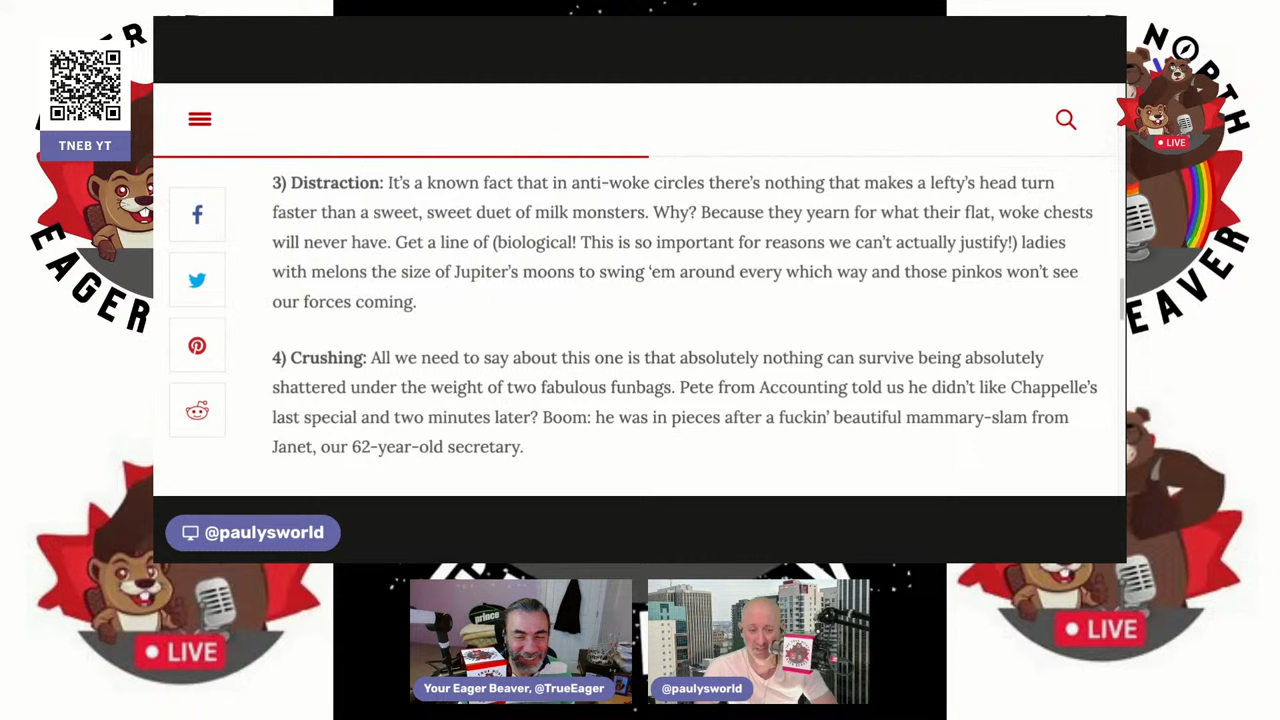 TNEB YT
NORTH
LIVE
EAGER
EAVER
3) Distraction: It’s a known fact that in anti-woke circles there’s nothing that makes a lefty’s head turn
faster than a sweet, sweet duet of milk monsters. Why? Because they yearn for what their flat, woke chests
will never have. Get a line of (biological! This is so important for reasons we can’t actually justify!) ladies
with melons the size of Jupiter’s moons to swing ‘em around every which way and those pinkos won’t see
our forces coming.
4) Crushing: All we need to say about this one is that absolutely nothing can survive being absolutely
shattered under the weight of two fabulous funbags. Pete from Accounting told us he didn’t like Chappelle’s
last special and two minutes later? Boom: he was in pieces after a fuckin’ beautiful mammary-slam from
Janet, our 62-year-old secretary.
@paulysworld
prince
Your Eager Beaver, @TrueEager
@paulysworld
LIVE
LIVE